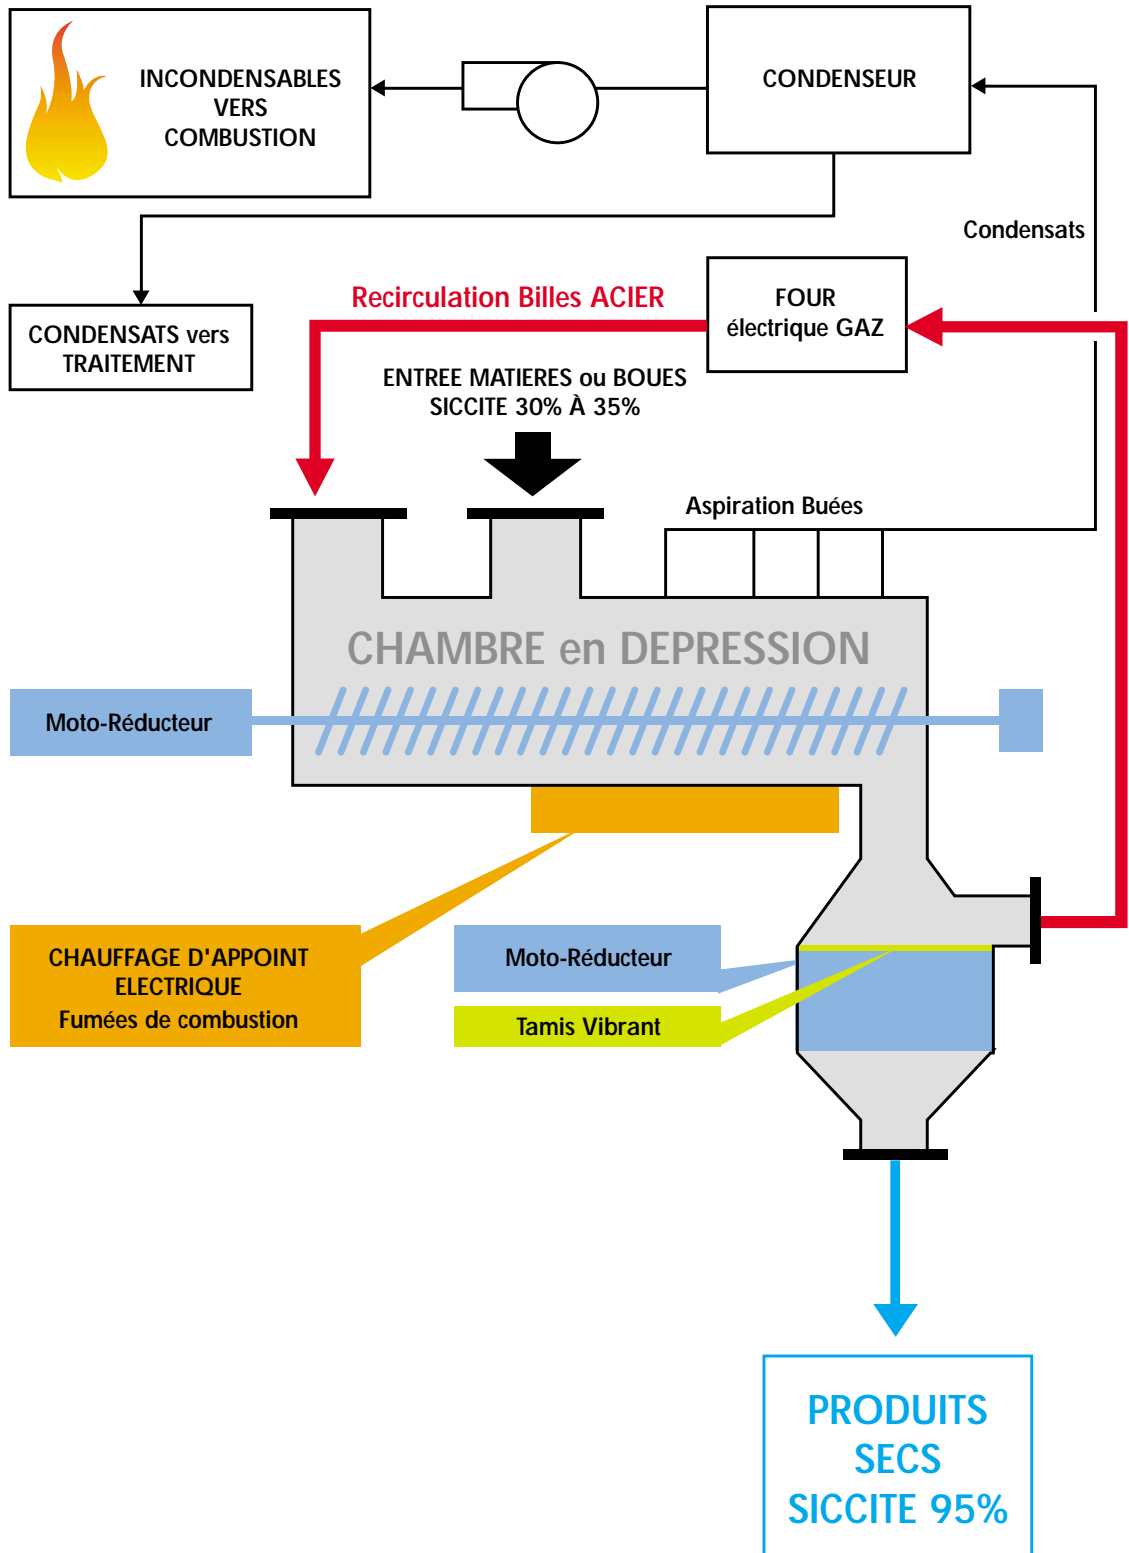 INCONDENSABLES
VERS
COMBUSTION
CONDENSEUR
Condensats
CONDENSATS vers
TRAITEMENT
Recirculation Billes ACIER
FOUR
électrique GAZ
ENTREE MATIERES ou BOUES
SICCITE 30% À 35%
Aspiration Buées
CHAMBRE en DEPRESSION
Moto-Réducteur
CHAUFFAGE D'APPOINT
ELECTRIQUE
Fumées de combustion
Moto-Réducteur
Tamis Vibrant
PRODUITS
SECS
SICCITE 95%